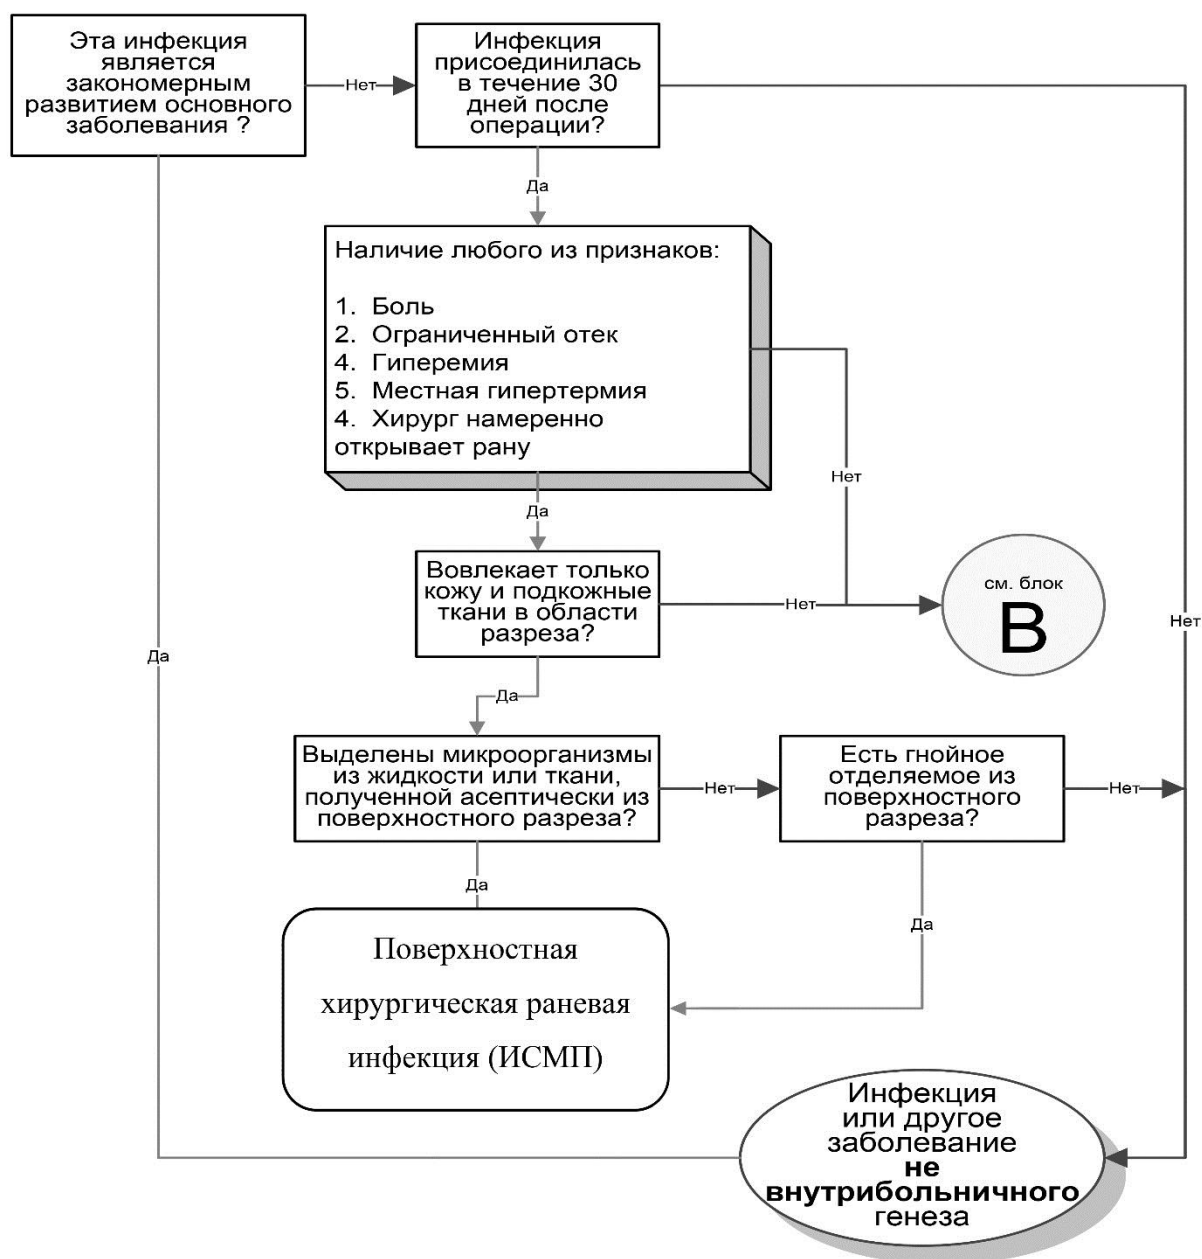 Эта инфекция
является
закономерным
развитием основного
заболевания ?
Нет
Инфекция
присоединилась
в течение 30
дней после
операции?
Да
Наличие любого из признаков:
1. Боль
2. Ограниченный отек
4. Гиперемия
5. Местная гипертермия
4. Хирург намеренно
открывает рану
Нет
Да
Вовлекает только
кожу и подкожные
ткани в области
разреза?
Нет
см. блок
В
Нет
Да
Да
Выделены микроорганизмы
из жидкости или ткани,
полученной асептически из
поверхностного разреза?
Нет
Есть гнойное
отделяемое из
поверхностного
разреза?
Нет
Да
Да
Поверхностная
хирургическая раневая
инфекция (ИСМП)
Инфекция
или другое
заболевание
не
внутрибольничного
генеза